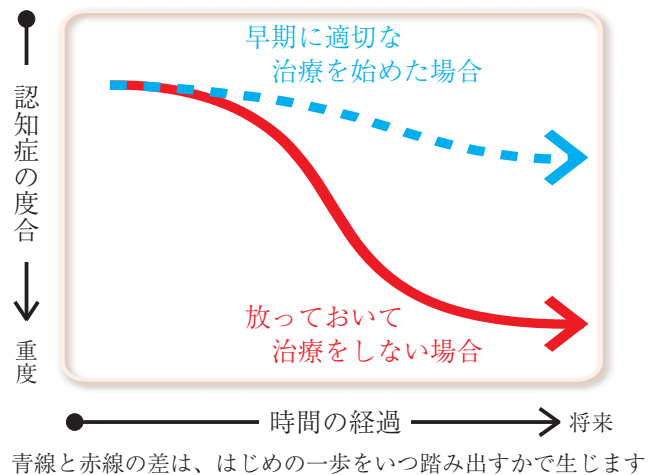 早期に適切な
治療を始めた場合
認知症の度合
重度
放っておいて
治療をしない場合
時間の経過
将来
青線と赤線の差は、はじめの一歩をいつ踏み出すかで生じます